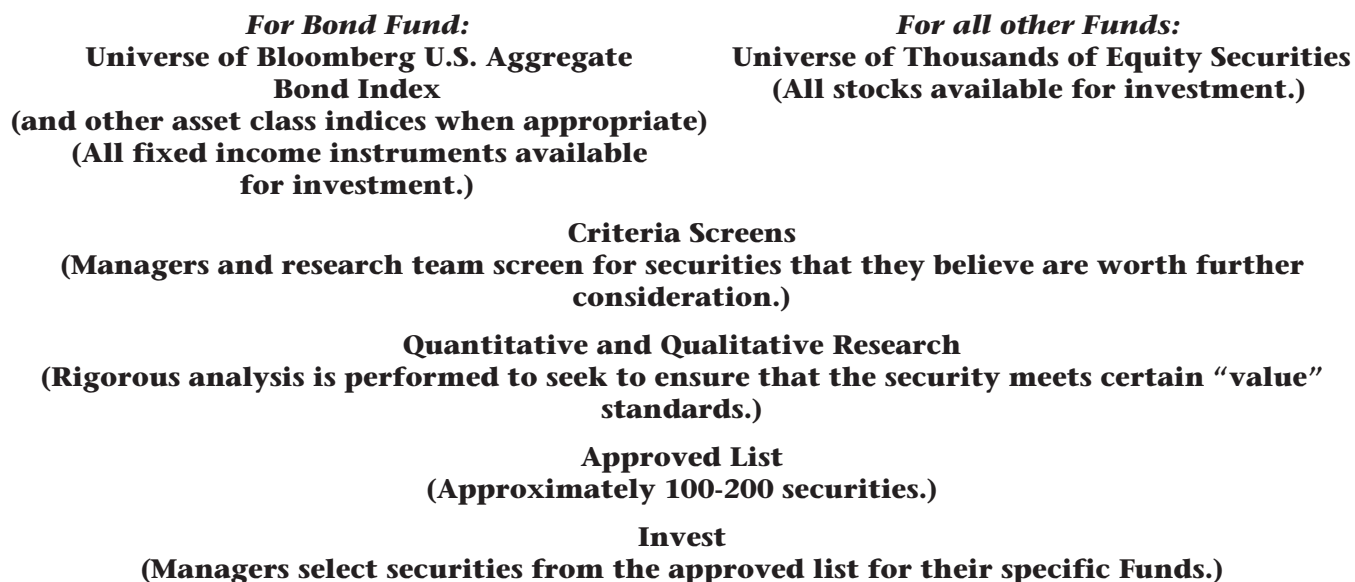 For Bond Fund:
Universe of Bloomberg U.S. Aggregate
Bond Index
(and other asset class indices when appropriate)
(All fixed income instruments available
for investment.)
For all other Funds:
Universe of Thousands of Equity Securities
(All stocks available for investment.)
Criteria Screens
(Managers and research team screen for securities that they believe are worth further
consideration.)
Quantitative and Qualitative Research
(Rigorous analysis is performed to seek to ensure that the security meets certain “value”
standards.)
Approved List
(Approximately 100-200 securities.)
Invest
(Managers select securities from the approved list for their specific Funds.)